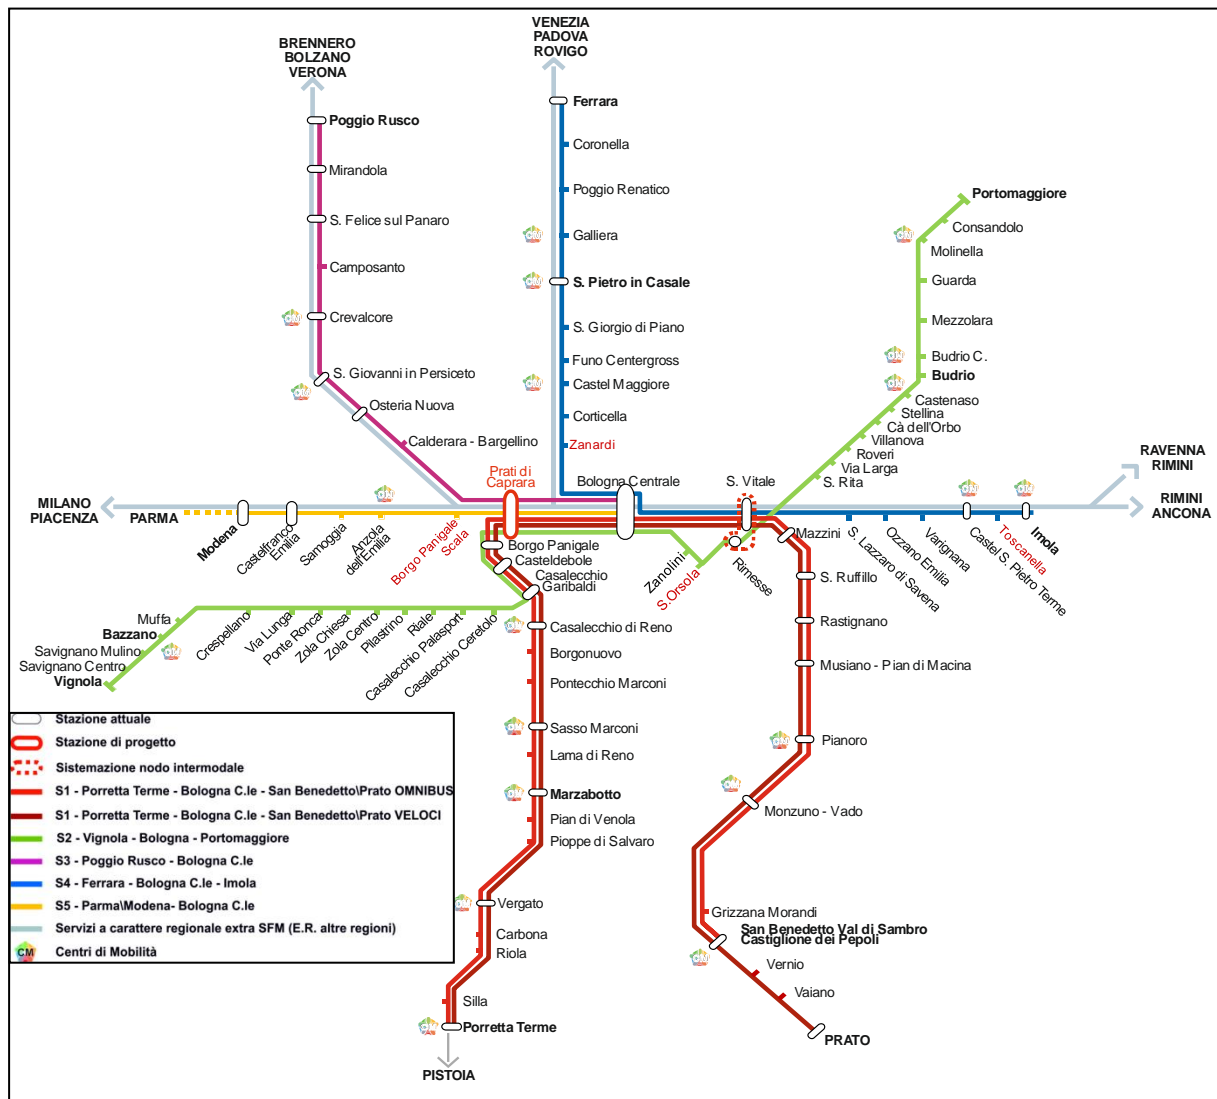 VENEZIA
PADOVA
ROVIGO
BRENNERO
BOLZANO
VERONA
Ferrara
Poggio Rusco
Coronella
Mirandola
Poggio Renatico
Portomaggiore
S. Felice sul Panaro
Consandolo
Galliera
Molinella
Camposanto
S. Pietro in Casale
Guarda
Crevalcore
S. Giorgio di Piano
Mezzolara
Funo Centergross
Budrio C.
S. Giovanni in Persiceto
Castel Maggiore
Budrio
Osteria Nuova
Castenaso
Corticella
Stellina
Cà dell'Orbo
Calderara - Bargellino
Zanardi
Villanova
Roveri
Via Larga
S. Rita
Prati di
Caprara
Bologna Centrale
S. Vitale
RAVENNA
RIMINI
MILANO
PIACENZA
PARMA
RIMINI
ANCONA
Modena
Castelfranco
Emilia
Samoggia
Anzola
dell'Emilia
Borgo Panigale
Scala
Borgo Panigale
Casteldebole
Casalecchio
Garibaldi
Zanolini
S.Orsola
Rimesse
Mazzini
S. Lazzaro di Savena
Ozzano Emilia
Varignana
Castel S. Pietro Terme
Toscanella
Imola
S. Ruffillo
Muffa
Bazzano
Savignano Mulino
Savignano Centro
Vignola
Crespellano
Via Lunga
Ponte Ronca
Zola Chiesa
Zola Centro
Pilastrino
Riale
Casalecchio Palasport
Casalecchio Ceretolo
Casalecchio di Reno
Rastignano
Borgonuovo
Musiano - Pian di Macina
Pontecchio Marconi
Sasso Marconi
Pianoro
Lama di Reno
Marzabotto
Monzuno - Vado
Pian di Venola
Pioppe di Salvaro
Vergato
Grizzana Morandi
Carbona
San Benedetto Val di Sambro
Castiglione dei Pepoli
Riola
Vernio
Silla
Vaiano
Porretta Terme
PRATO
PISTOIA
Stazione attuale
Stazione di progetto
Sistemazione nodo intermodale
S1 - Porretta Terme - Bologna C.le - San Benedetto\Prato OMNIBUS
S1 - Porretta Terme - Bologna C.le - San Benedetto\Prato VELOCI
S2 - Vignola - Bologna - Portomaggiore
S3 - Poggio Rusco - Bologna C.le
S4 - Ferrara - Bologna C.le - Imola
S5 - Parma\Modena- Bologna C.le
Servizi a carattere regionale extra SFM (E.R. altre regioni)
CM
Centri di Mobilità